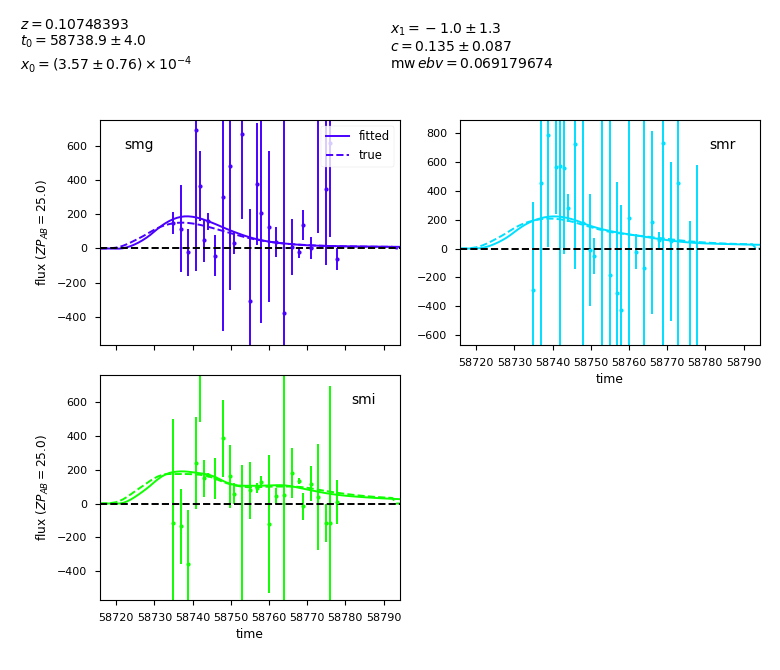 z = 0.10748393
t₀ = 58738.9 ± 4.0
x₀ = (3.57 ± 0.76) × 10⁻⁴
x₁ = −1.0 ± 1.3
c = 0.135 ± 0.087
mw ebv = 0.069179674
smg
fitted
true
600
400
200
0
−200
−400
flux (ZP_AB = 25.0)
smr
800
600
400
200
0
−200
−400
−600
58720 58730 58740 58750 58760 58770 58780 58790
time
smi
600
400
200
0
−200
−400
flux (ZP_AB = 25.0)
58720 58730 58740 58750 58760 58770 58780 58790
time